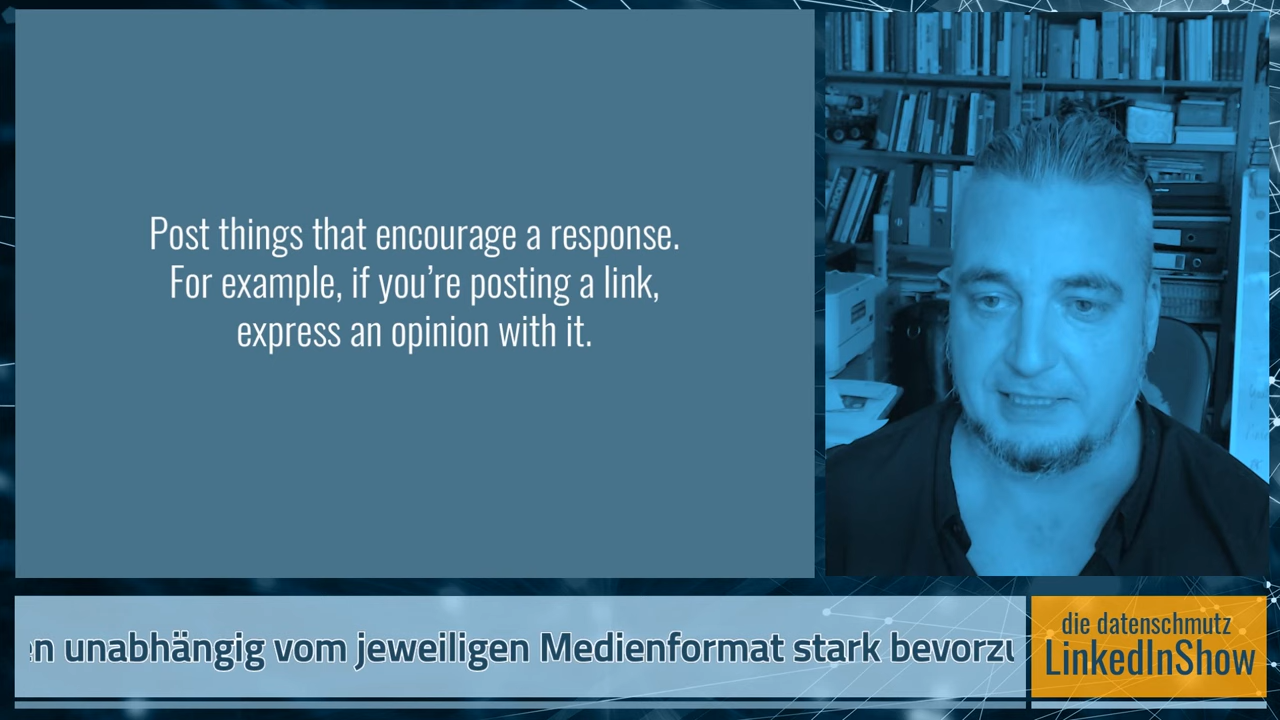 Post things that encourage a response.
For example, if you’re posting a link,
express an opinion with it.
n unabhängig vom jeweiligen Medienformat stark bevorzu
die datenschmutz
LinkedInShow